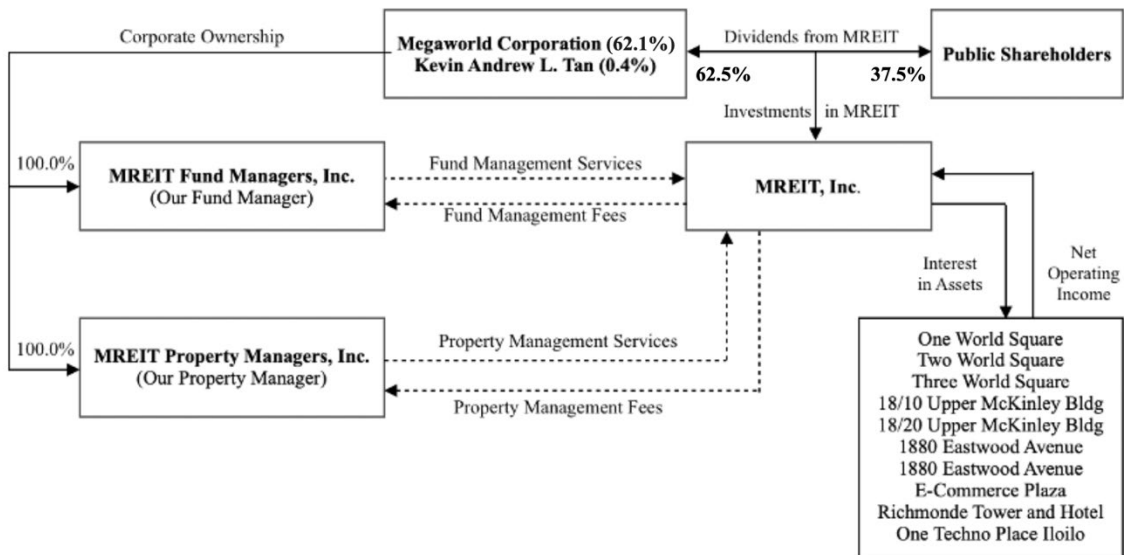 Corporate Ownership
Megaworld Corporation (62.1%)
Kevin Andrew L. Tan (0.4%)
Dividends from MREIT
62.5%
37.5%
Public Shareholders
Investments in MREIT
100.0%
MREIT Fund Managers, Inc.
(Our Fund Manager)
Fund Management Services
Fund Management Fees
MREIT, Inc.
Interest
in Assets
Net
Operating
Income
100.0%
MREIT Property Managers, Inc.
(Our Property Manager)
Property Management Services
Property Management Fees
One World Square
Two World Square
Three World Square
18/10 Upper McKinley Bldg
18/20 Upper McKinley Bldg
1880 Eastwood Avenue
1880 Eastwood Avenue
E-Commerce Plaza
Richmonde Tower and Hotel
One Techno Place Iloilo